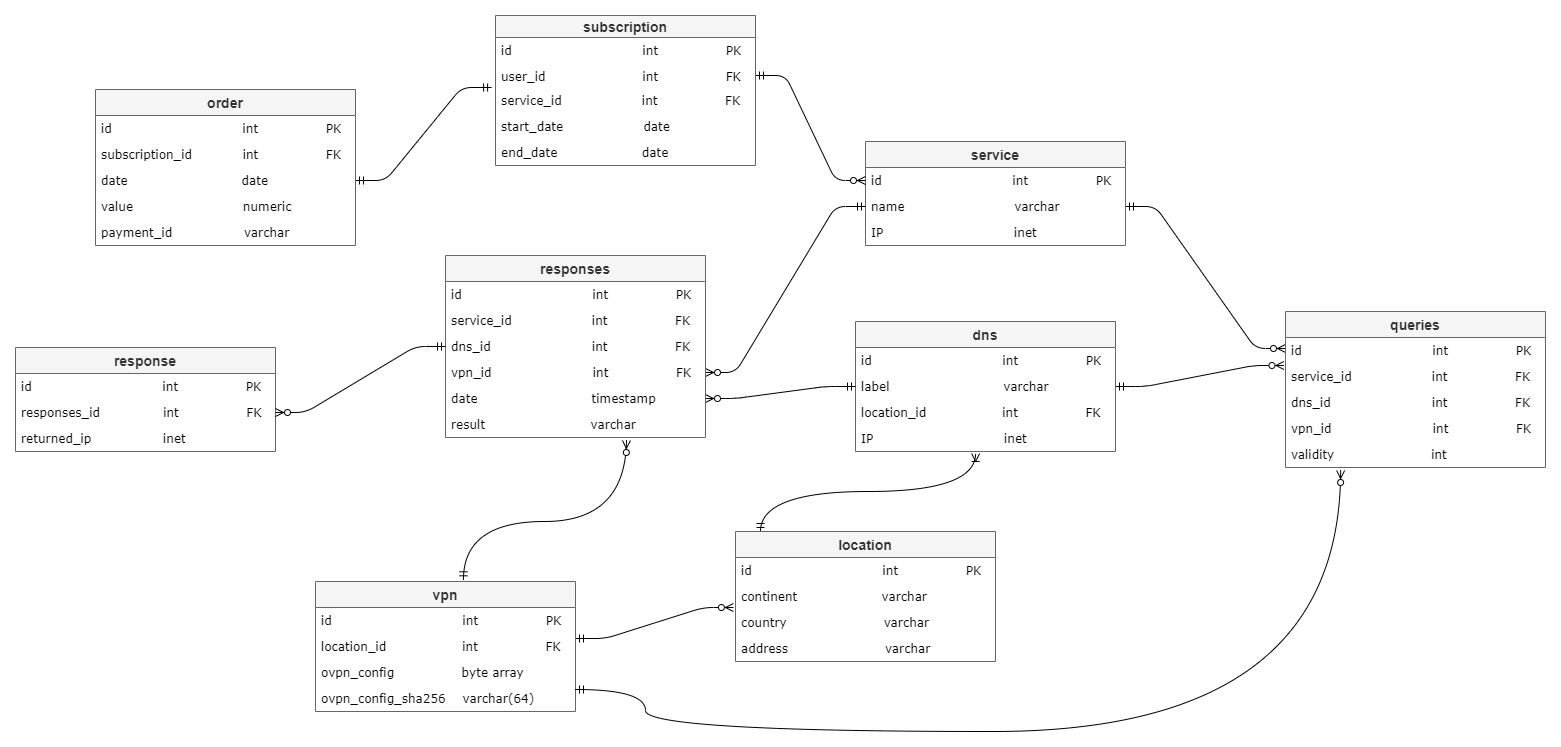 subscription
id int PK
user_id int FK
service_id int FK
start_date date
end_date date
order
id int PK
subscription_id int FK
date date
value numeric
payment_id varchar
service
id int PK
name varchar
IP inet
responses
id int PK
service_id int FK
dns_id int FK
vpn_id int FK
date timestamp
result varchar
response
id int PK
responses_id int FK
returned_ip inet
dns
id int PK
label varchar
location_id int FK
IP inet
queries
id int PK
service_id int FK
dns_id int FK
vpn_id int FK
validity int
location
id int PK
continent varchar
country varchar
address varchar
vpn
id int PK
location_id int FK
ovpn_config byte array
ovpn_config_sha256 varchar(64)